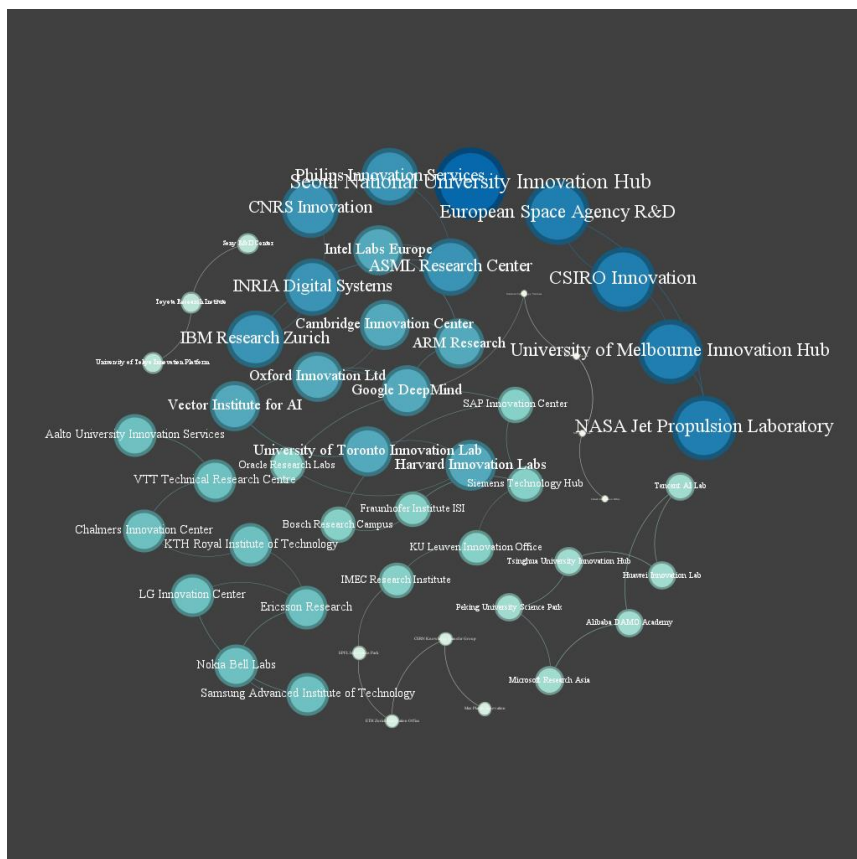 Philips Innovation Services
Seoul National University Innovation Hub
CNRS Innovation
European Space Agency R&D
Sony R&D Center
Intel Labs Europe
ASML Research Center
INRIA Digital Systems
CSIRO Innovation
Toyota Research Institute
Cambridge Innovation Center
IBM Research Zurich
ARM Research
University of Melbourne Innovation Hub
University of Tokyo Innovation Platform
Oxford Innovation Ltd
Google DeepMind
Vector Institute for AI
SAP Innovation Center
NASA Jet Propulsion Laboratory
Aalto University Innovation Services
University of Toronto Innovation Lab
Oracle Research Labs
Harvard Innovation Labs
VTT Technical Research Centre
Siemens Technology Hub
Tencent AI Lab
Fraunhofer Institute ISI
Bosch Research Campus
Chalmers Innovation Center
KTH Royal Institute of Technology
KU Leuven Innovation Office
Tsinghua University Innovation Hub
Huawei Innovation Lab
IMEC Research Institute
LG Innovation Center
Ericsson Research
Peking University Science Park
Alibaba DAMO Academy
Nokia Bell Labs
Microsoft Research Asia
Samsung Advanced Institute of Technology